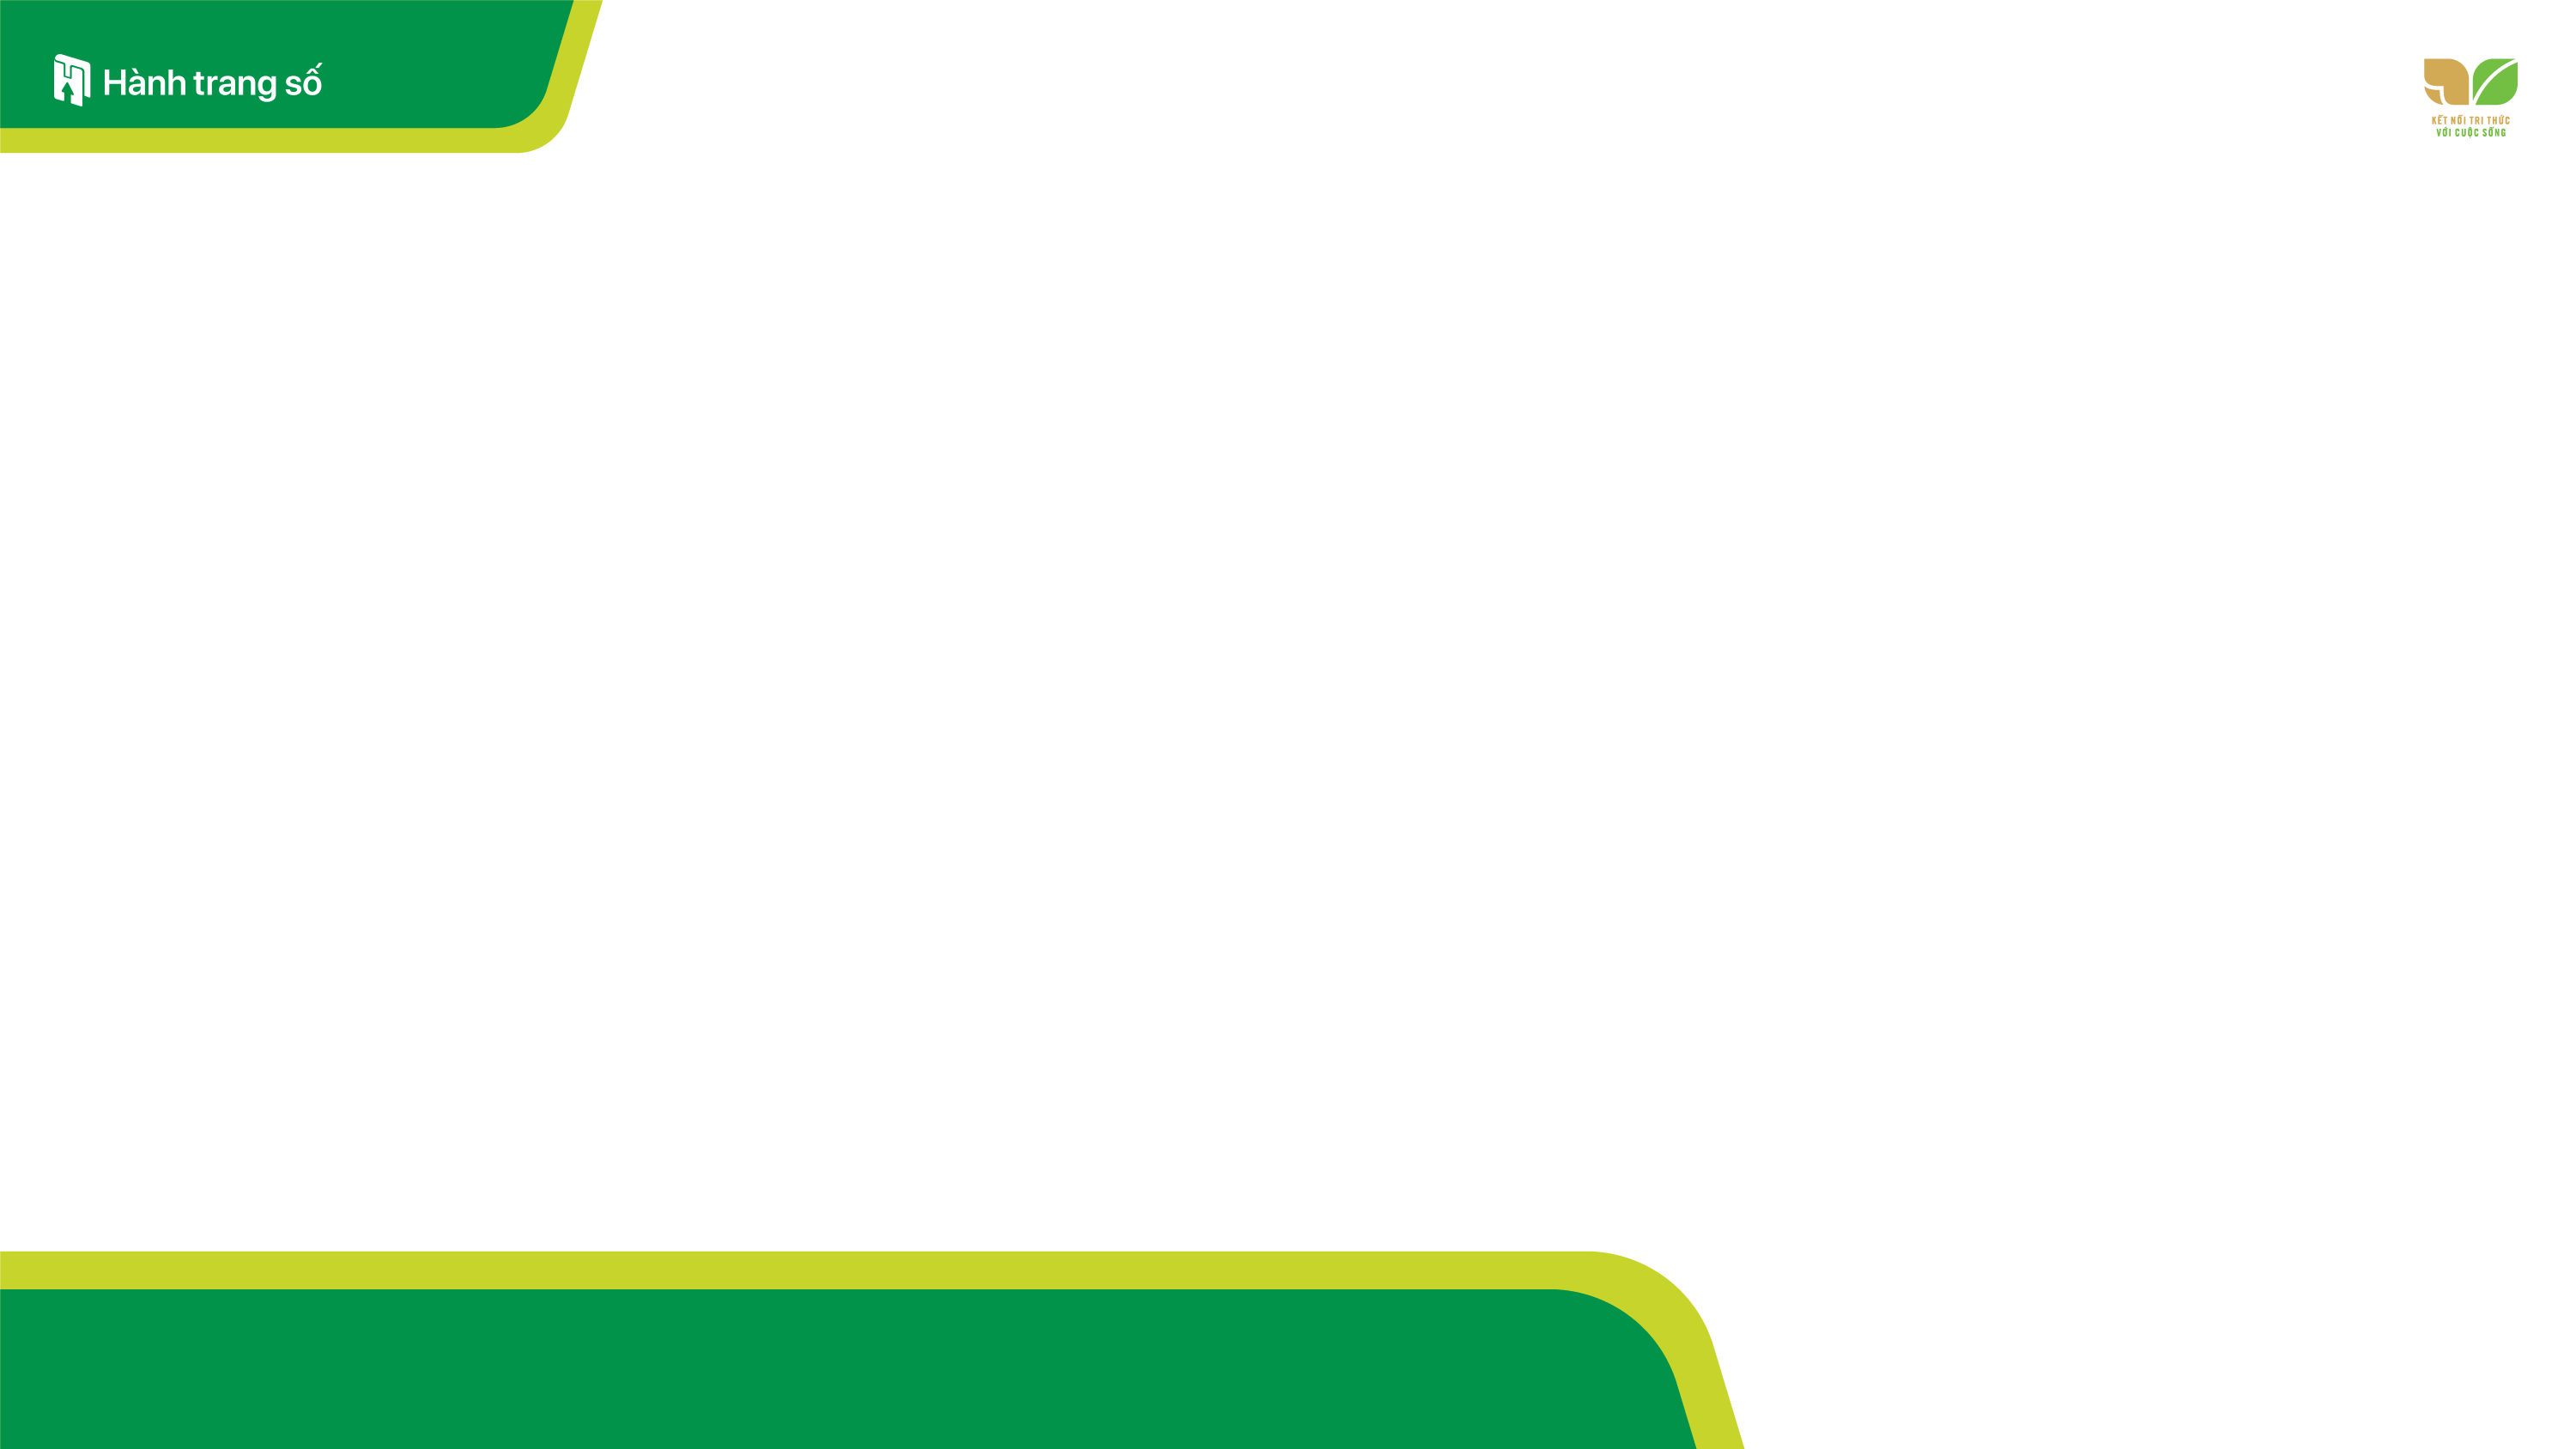 Hành trang số
KẾT NỐI TRI THỨC
VỚI CUỘC SỐNG